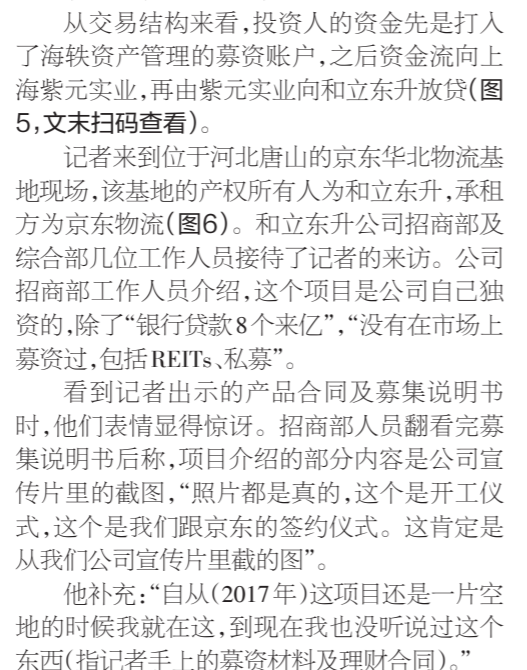 从交易结构来看,投资人的资金先是打入
了海轶资产管理的募资账户,之后资金流向上
海紫元实业,再由紫元实业向和立东升放贷(图
5,文末扫码查看)。
记者来到位于河北唐山的京东华北物流基
地现场,该基地的产权所有人为和立东升,承租
方为京东物流(图6)。和立东升公司招商部及
综合部几位工作人员接待了记者的来访。公司
招商部工作人员介绍,这个项目是公司自己独
资的,除了“银行贷款8个来亿”,“没有在市场上
募资过,包括REITs、私募”。
看到记者出示的产品合同及募集说明书
时,他们表情显得惊讶。招商部人员翻看完募
集说明书后称,项目介绍的部分内容是公司宣
传片里的截图,“照片都是真的,这个是开工仪
式,这个是我们跟京东的签约仪式。这肯定是
从我们公司宣传片里截的图”。
他补充:“自从(2017年)这项目还是一片空
地的时候我就在这,到现在我也没听说过这个
东西(指记者手上的募资材料及理财合同)。”